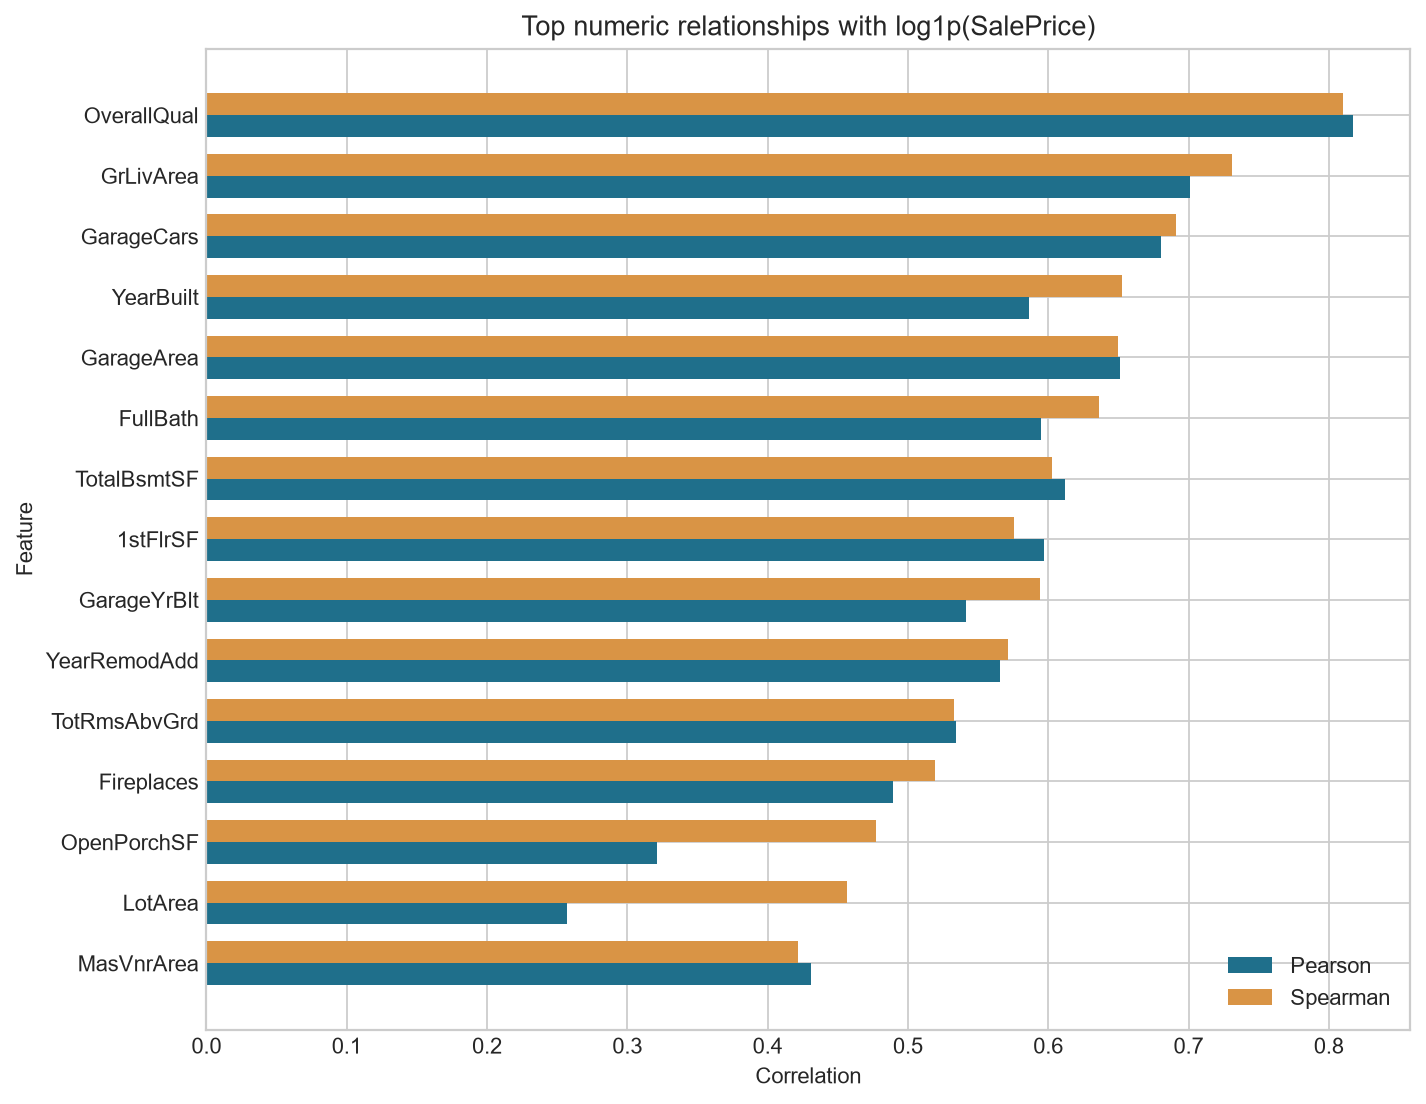 Top numeric relationships with log1p(SalePrice)
Feature
OverallQual
GrLivArea
GarageCars
YearBuilt
GarageArea
FullBath
TotalBsmtSF
1stFlrSF
GarageYrBlt
YearRemodAdd
TotRmsAbvGrd
Fireplaces
OpenPorchSF
LotArea
MasVnrArea
Pearson
Spearman
0.0 0.1 0.2 0.3 0.4 0.5 0.6 0.7 0.8
Correlation